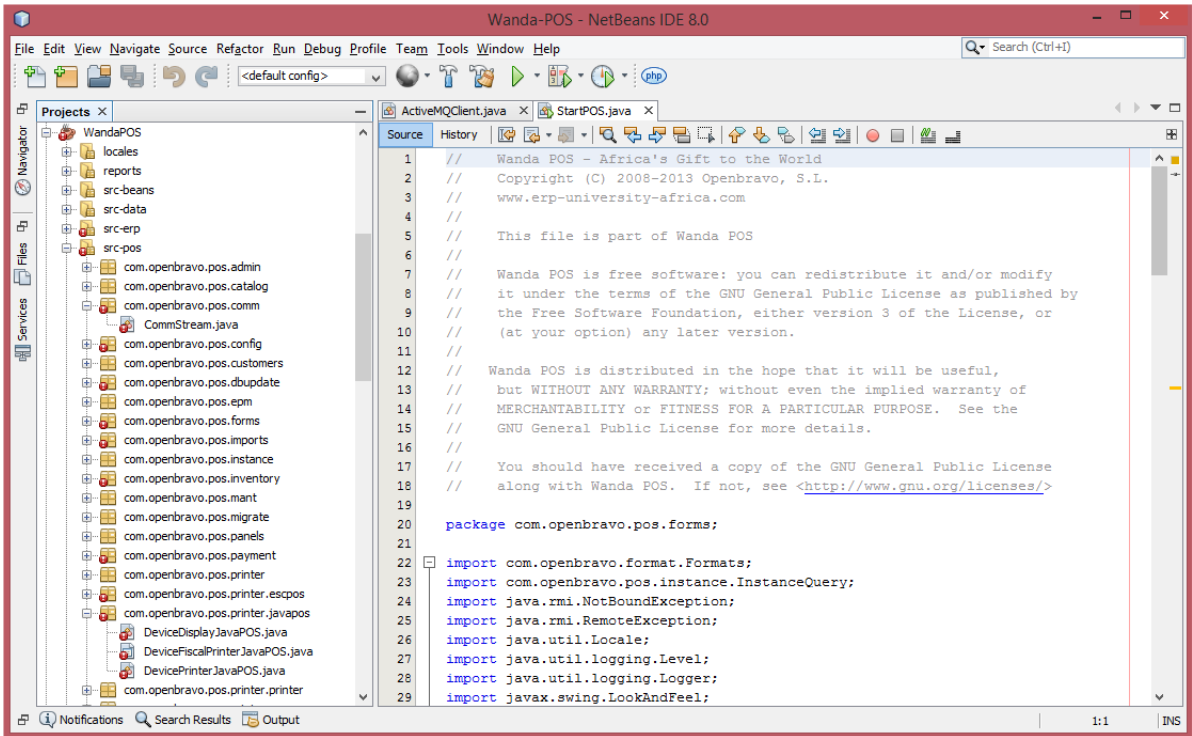 Wanda-POS - NetBeans IDE 8.0
File Edit View Navigate Source Refactor Run Debug Profile Team Tools Window Help
Search (Ctrl+I)
<default config>
php
Projects
Navigator
Files
Services
WandaPOS
locales
reports
src-beans
src-data
src-erp
src-pos
com.openbravo.pos.admin
com.openbravo.pos.catalog
com.openbravo.pos.comm
CommStream.java
com.openbravo.pos.config
com.openbravo.pos.customers
com.openbravo.pos.dbupdate
com.openbravo.pos.epm
com.openbravo.pos.forms
com.openbravo.pos.imports
com.openbravo.pos.instance
com.openbravo.pos.inventory
com.openbravo.pos.mant
com.openbravo.pos.migrate
com.openbravo.pos.panels
com.openbravo.pos.payment
com.openbravo.pos.printer
com.openbravo.pos.printer.escpos
com.openbravo.pos.printer.javapos
DeviceDisplayJavaPOS.java
DeviceFiscalPrinterJavaPOS.java
DevicePrinterJavaPOS.java
com.openbravo.pos.printer.printer
ActiveMQClient.java StartPOS.java
Source History
1 // Wanda POS - Africa's Gift to the World
2 // Copyright (C) 2008-2013 Openbravo, S.L.
3 // www.erp-university-africa.com
4 //
5 // This file is part of Wanda POS
6 //
7 // Wanda POS is free software: you can redistribute it and/or modify
8 // it under the terms of the GNU General Public License as published by
9 // the Free Software Foundation, either version 3 of the License, or
10 // (at your option) any later version.
11 //
12 // Wanda POS is distributed in the hope that it will be useful,
13 // but WITHOUT ANY WARRANTY; without even the implied warranty of
14 // MERCHANTABILITY or FITNESS FOR A PARTICULAR PURPOSE. See the
15 // GNU General Public License for more details.
16 //
17 // You should have received a copy of the GNU General Public License
18 // along with Wanda POS. If not, see <http://www.gnu.org/licenses/>
19
20 package com.openbravo.pos.forms;
21
22 import com.openbravo.format.Formats;
23 import com.openbravo.pos.instance.InstanceQuery;
24 import java.rmi.NotBoundException;
25 import java.rmi.RemoteException;
26 import java.util.Locale;
27 import java.util.logging.Level;
28 import java.util.logging.Logger;
29 import javax.swing.LookAndFeel;
Notifications Search Results Output
1:1 INS